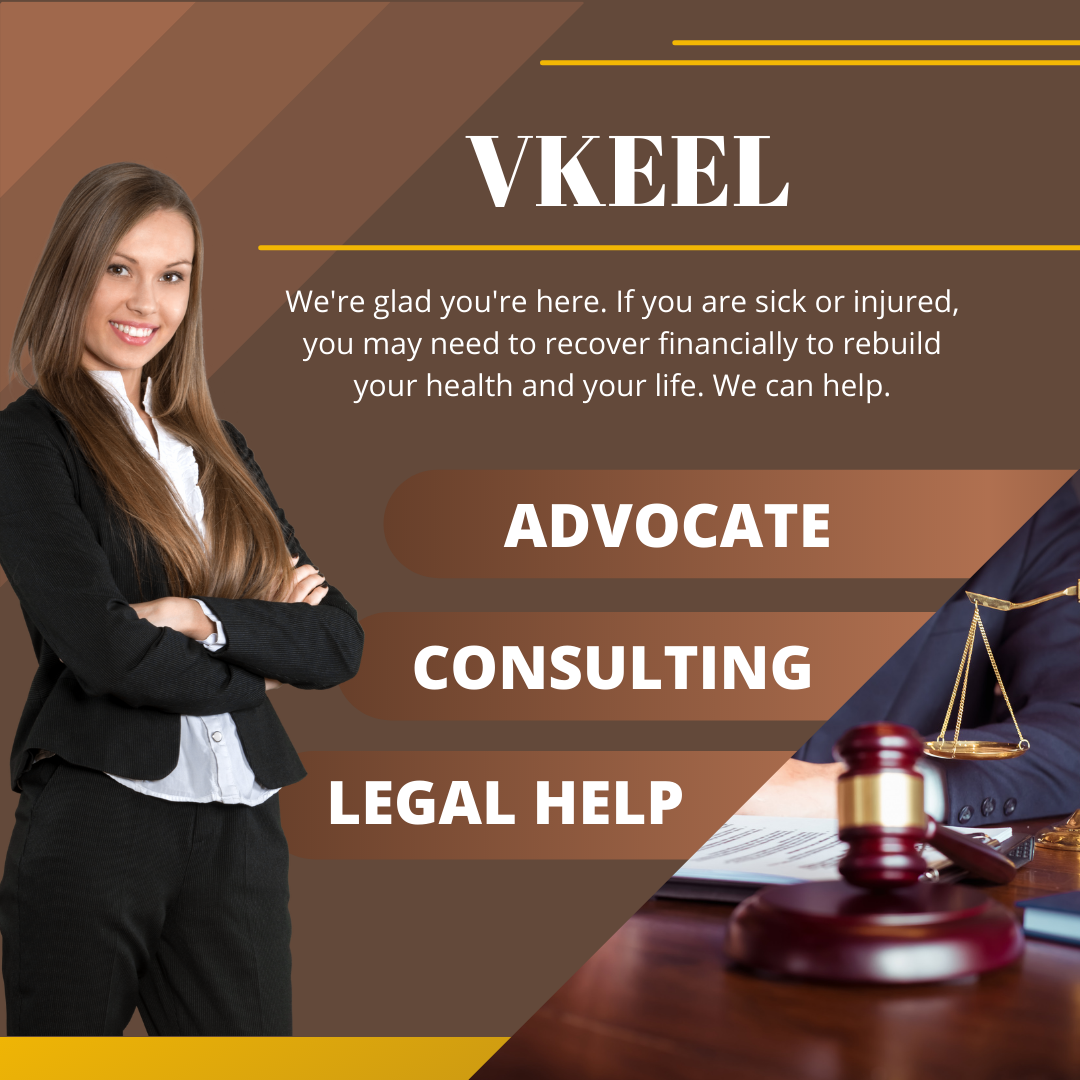 VKEEL
We're glad you're here. If you are sick or injured,
you may need to recover financially to rebuild
your health and your life. We can help.
ADVOCATE
CONSULTING
LEGAL HELP